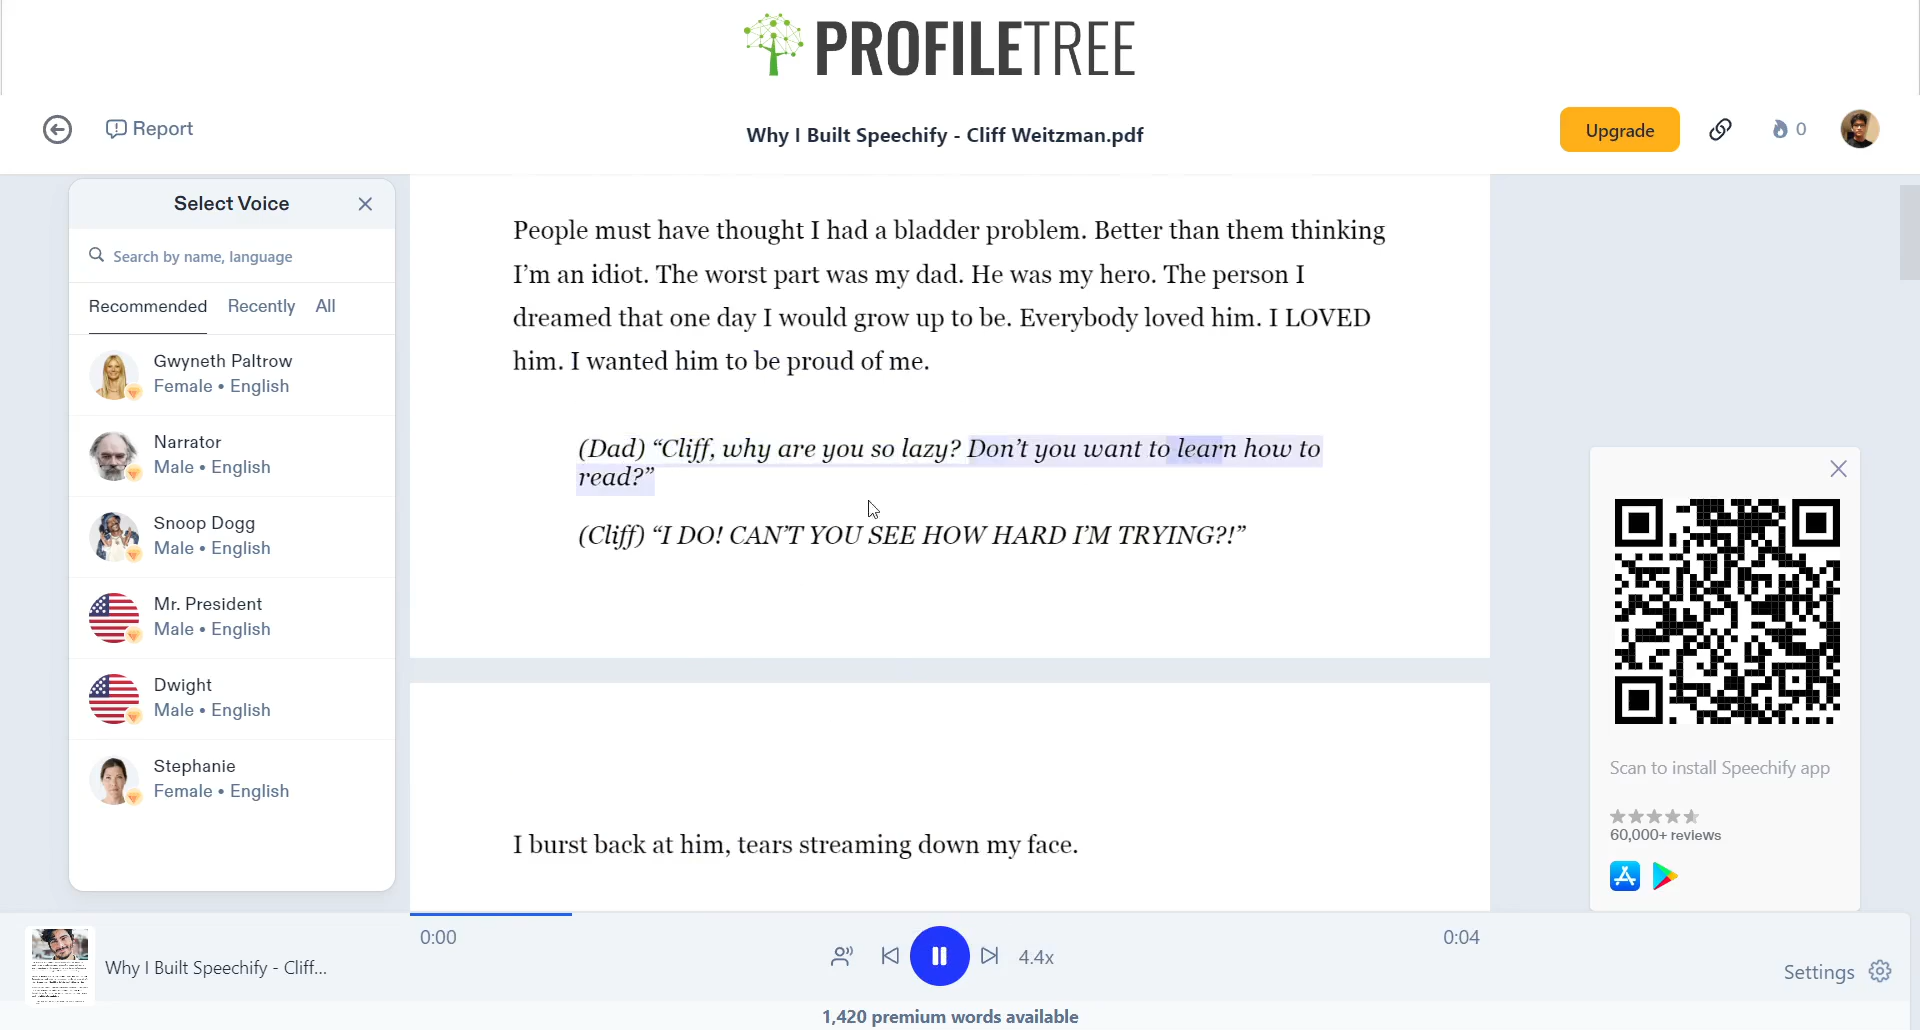 PROFILETREE
Report
Why I Built Speechify - Cliff Weitzman.pdf
Upgrade
0
Select Voice
Search by name, language
Recommended Recently All
Gwyneth Paltrow
Female • English
Narrator
Male • English
Snoop Dogg
Male • English
Mr. President
Male • English
Dwight
Male • English
Stephanie
Female • English
People must have thought I had a bladder problem. Better than them thinking
I’m an idiot. The worst part was my dad. He was my hero. The person I
dreamed that one day I would grow up to be. Everybody loved him. I LOVED
him. I wanted him to be proud of me.
(Dad) “Cliff, why are you so lazy? Don’t you want to learn how to
read?”
(Cliff) “I DO! CAN’T YOU SEE HOW HARD I’M TRYING?!”
I burst back at him, tears streaming down my face.
Scan to install Speechify app
60,000+ reviews
Why I Built Speechify - Cliff...
0:00
4.4x
0:04
Settings
1,420 premium words available